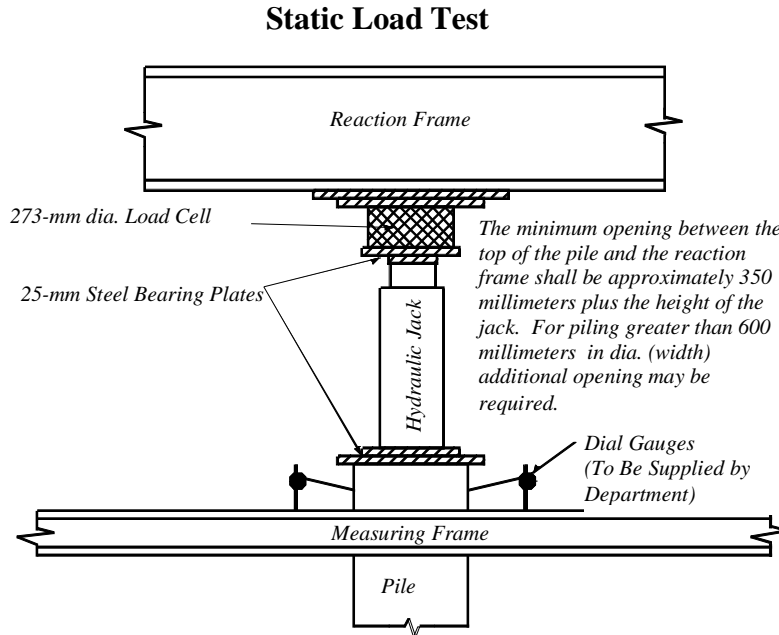 Static Load Test
Reaction Frame
273-mm dia. Load Cell
The minimum opening between the
top of the pile and the reaction
frame shall be approximately 350
millimeters plus the height of the
jack. For piling greater than 600
millimeters in dia. (width)
additional opening may be
required.
25-mm Steel Bearing Plates
Hydraulic Jack
Dial Gauges
(To Be Supplied by
Department)
Measuring Frame
Pile